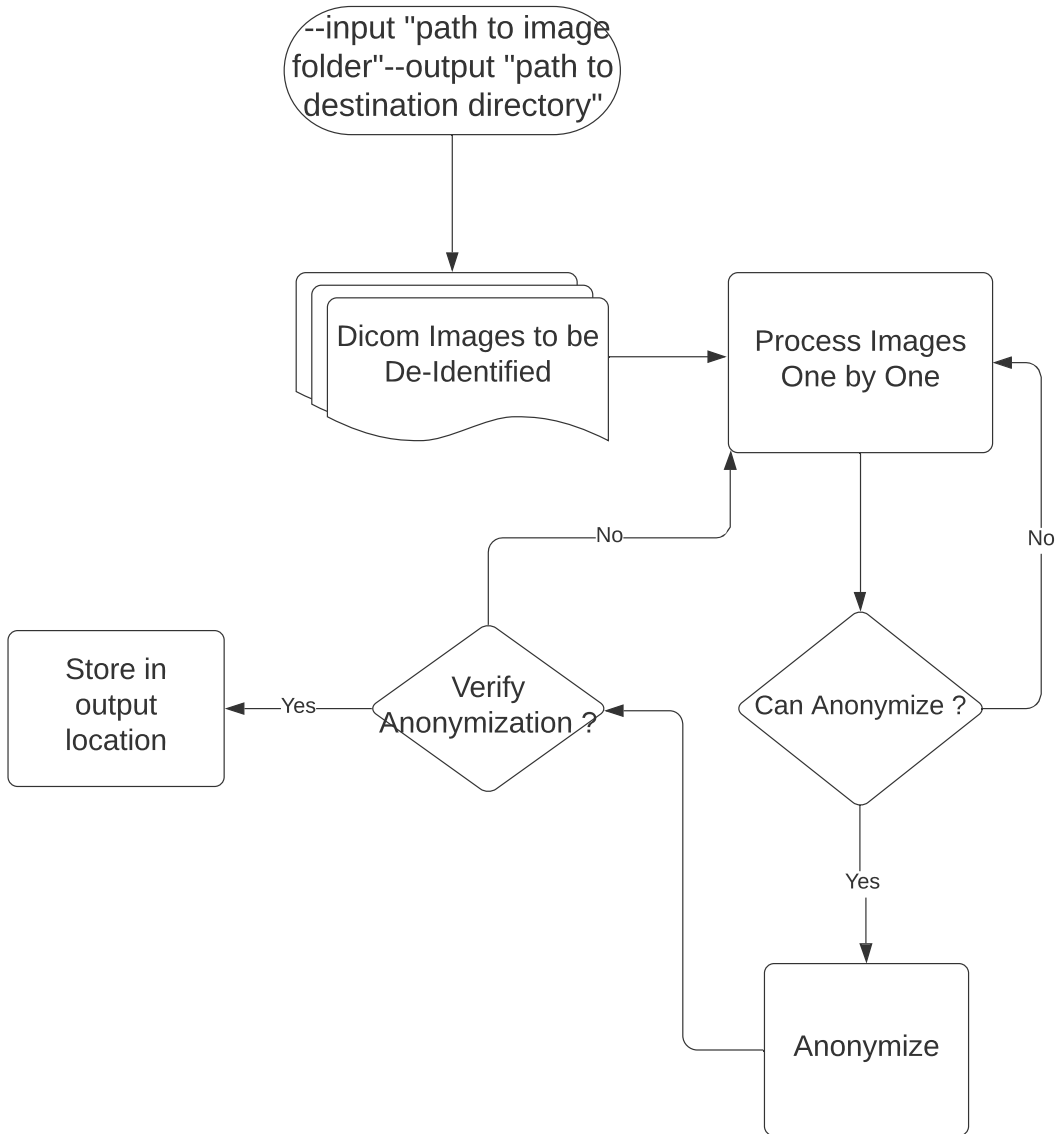 --input "path to image
folder"--output "path to
destination directory"
Dicom Images to be
De-Identified
Process Images
One by One
No
No
Store in
output
location
Yes
Verify
Anonymization ?
Can Anonymize ?
Yes
Anonymize